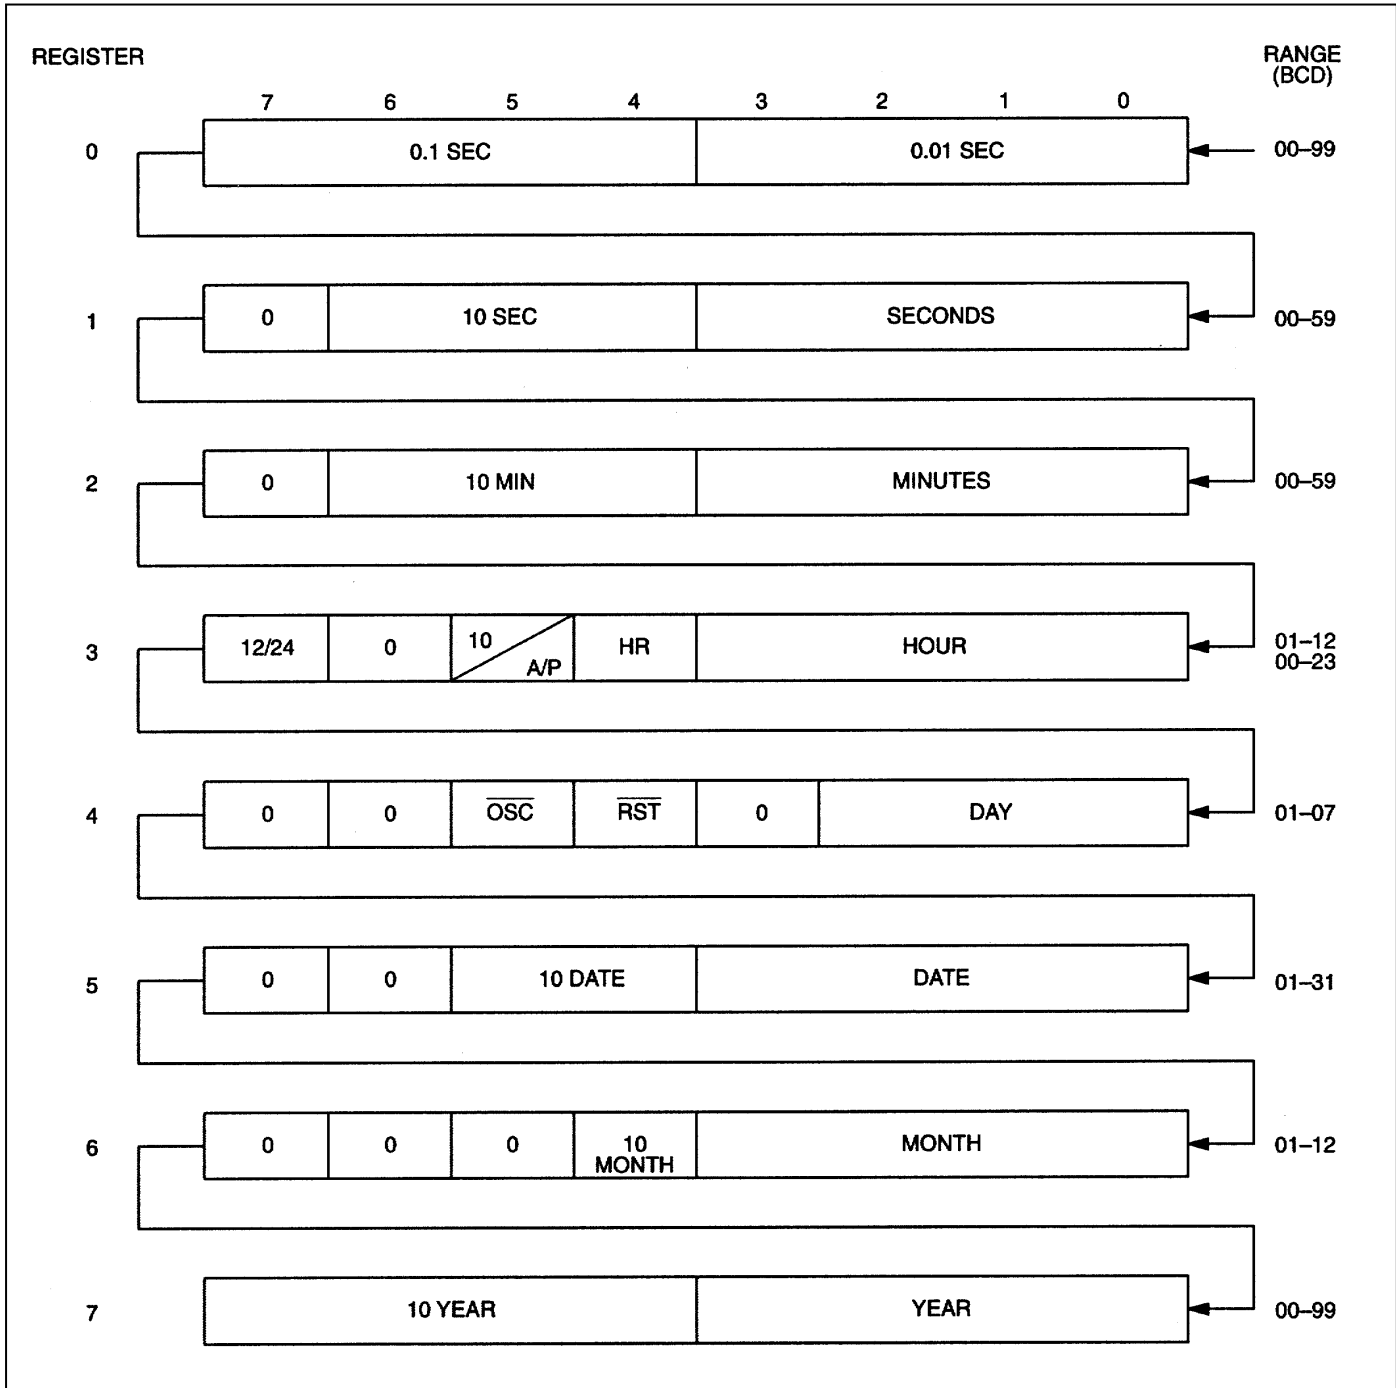 REGISTER
RANGE
(BCD)
7 6 5 4 3 2 1 0
0 0.1 SEC 0.01 SEC 00–99
1 0 10 SEC SECONDS 00–59
2 0 10 MIN MINUTES 00–59
3 12/24 0 10 A/P HR HOUR 01–12
00–23
4 0 0 OSC RST 0 DAY 01–07
5 0 0 10 DATE DATE 01–31
6 0 0 0 10 MONTH 01–12
MONTH
7 10 YEAR YEAR 00–99